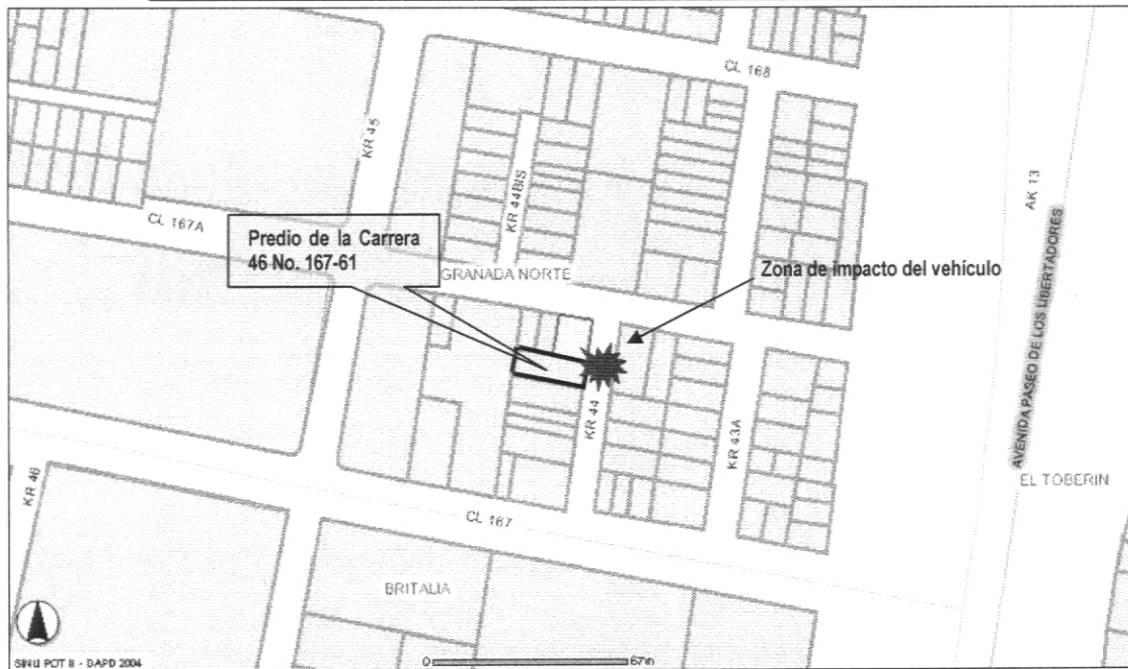 CL 168
KR 45
AK 13
KR 44BIS
CL 167A
Predio de la Carrera
46 No. 167-61
GRANADA NORTE
Zona de impacto del vehículo
AVENIDA PASEO DE LOS LIBERTADORES
KR 44
KR 43A
EL TOBERIN
KR 46
CL 167
BRITALIA
SINU POT II - DAPD 2004
0
67m